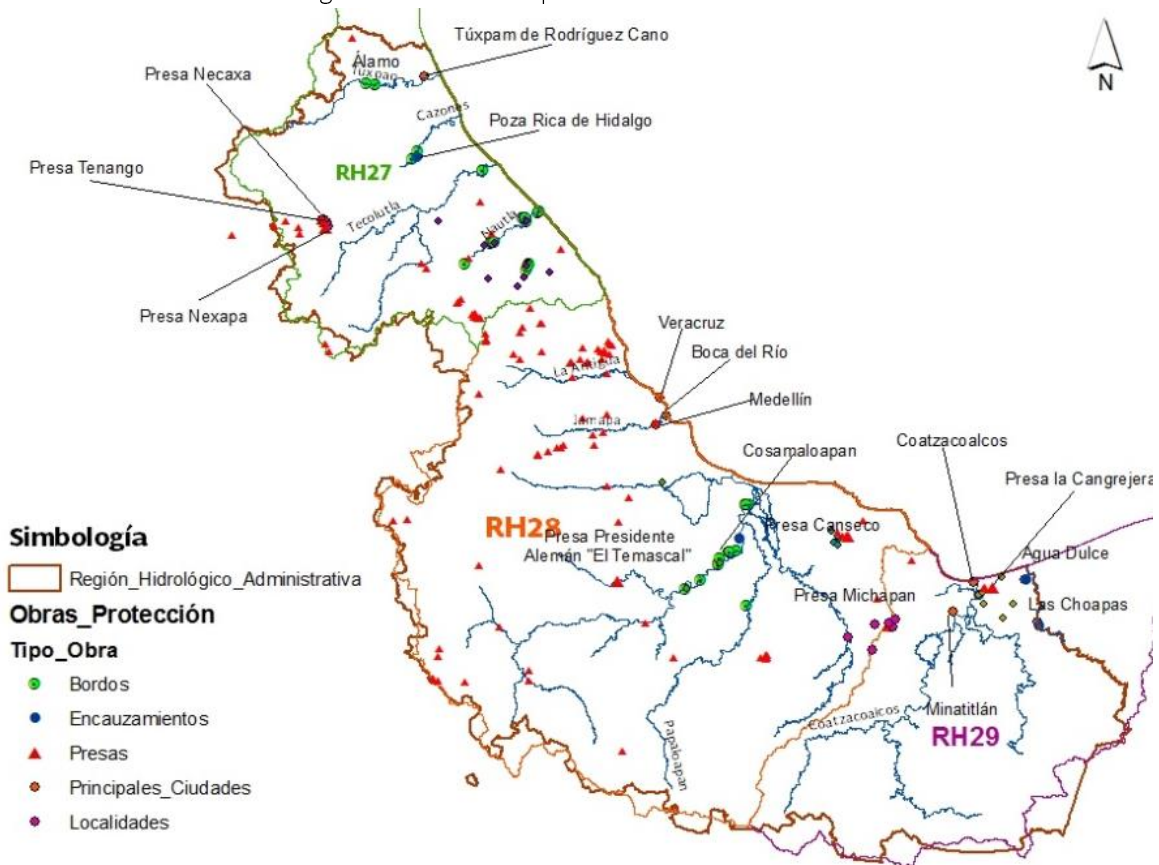 Túxpam de Rodríguez Cano
Álamo
Túxpan
Presa Necaxa
N
Cazones
Poza Rica de Hidalgo
RH27
Presa Tenango
Tecolutla
Nautla
Presa Nexapa
Veracruz
Boca del Río
La Antigua
Medellín
Jamapa
Coatzacoalcos
Cosamaloapan
Presa la Cangrejera
RH28
Presa Presidente
Alemán "El Temascal"
Presa Canseco
Agua Dulce
Presa Michapan
Las Choapas
Minatitlán
Coatzacoalcos
RH29
Papaloapan
Simbología
Región_Hidrológico_Administrativa
Obras_Protección
Tipo_Obra
Bordos
Encauzamientos
Presas
Principales_Ciudades
Localidades